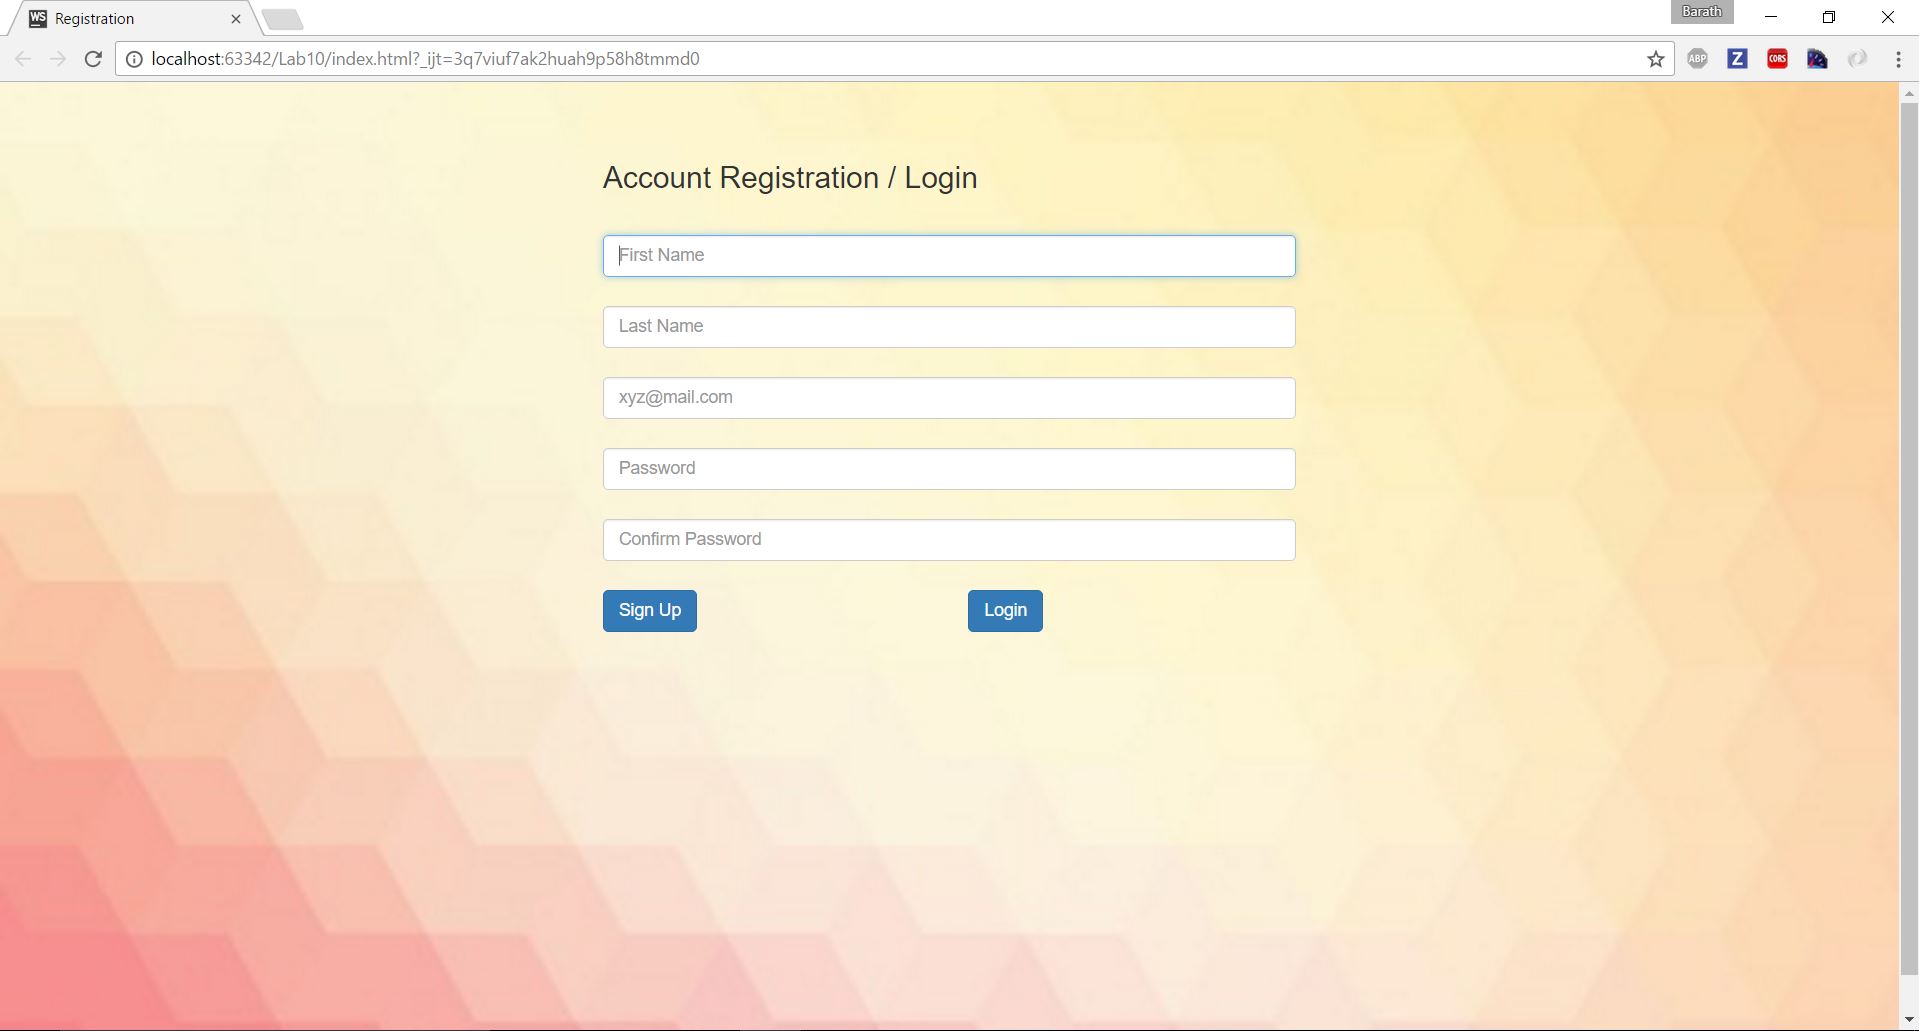 Barath
WS Registration
localhost:63342/Lab10/index.html?_ijt=3q7viuf7ak2huah9p58h8tmmd0
ABP Z CORS
Account Registration / Login
First Name
Last Name
xyz@mail.com
Password
Confirm Password
Sign Up Login